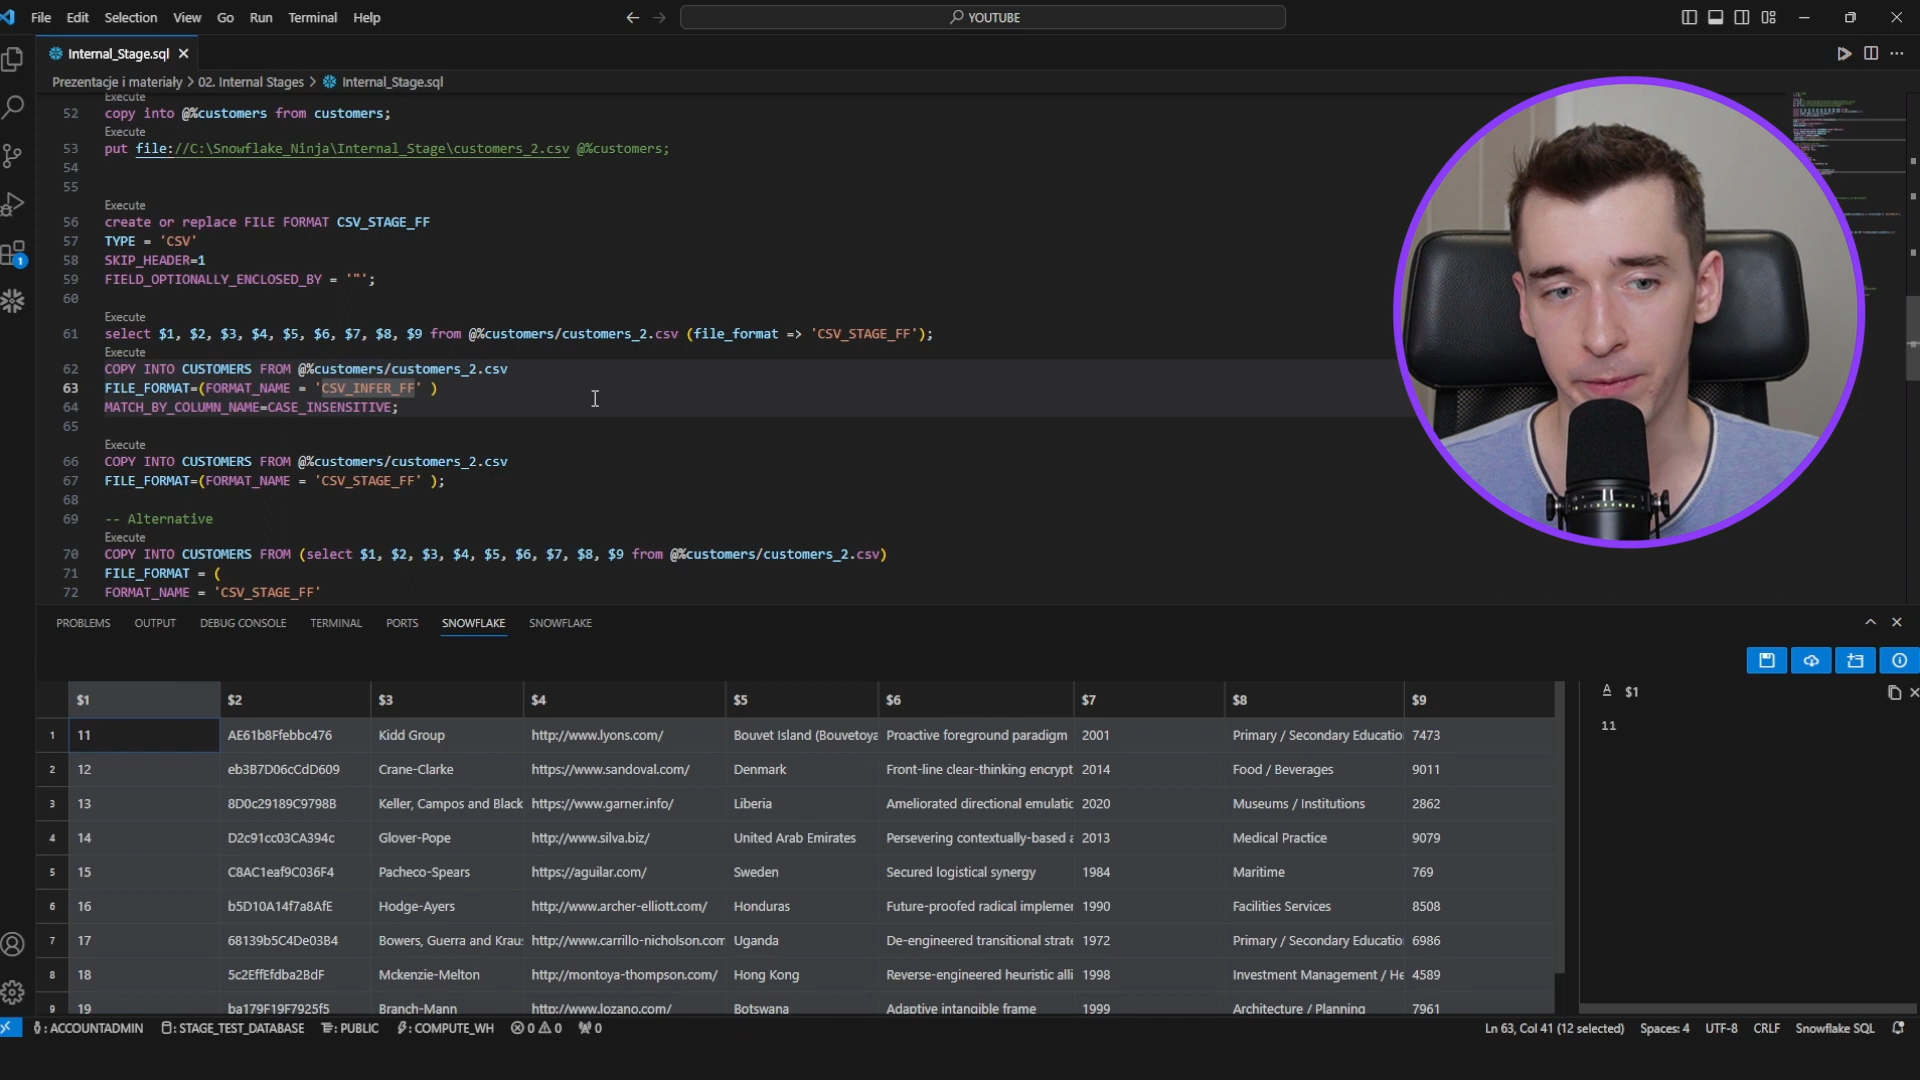 File Edit Selection View Go Run Terminal Help
YOUTUBE
Internal_Stage.sql
Prezentacje i materiały > 02. Internal Stages > Internal_Stage.sql
Execute
52 copy into @%customers from customers;
Execute
53 put file://C:\Snowflake_Ninja\Internal_Stage\customers_2.csv @%customers;
54
55
Execute
56 create or replace FILE FORMAT CSV_STAGE_FF
57 TYPE = 'CSV'
58 SKIP_HEADER=1
59 FIELD_OPTIONALLY_ENCLOSED_BY = '"';
60
Execute
61 select $1, $2, $3, $4, $5, $6, $7, $8, $9 from @%customers/customers_2.csv (file_format => 'CSV_STAGE_FF');
Execute
62 COPY INTO CUSTOMERS FROM @%customers/customers_2.csv
63 FILE_FORMAT=(FORMAT_NAME = 'CSV_INFER_FF' )
64 MATCH_BY_COLUMN_NAME=CASE_INSENSITIVE;
65
Execute
66 COPY INTO CUSTOMERS FROM @%customers/customers_2.csv
67 FILE_FORMAT=(FORMAT_NAME = 'CSV_STAGE_FF' );
68
69 -- Alternative
Execute
70 COPY INTO CUSTOMERS FROM (select $1, $2, $3, $4, $5, $6, $7, $8, $9 from @%customers/customers_2.csv)
71 FILE_FORMAT = (
72 FORMAT_NAME = 'CSV_STAGE_FF'
1
PROBLEMS OUTPUT DEBUG CONSOLE TERMINAL PORTS SNOWFLAKE SNOWFLAKE
$1 $2 $3 $4 $5 $6 $7 $8 $9
1 11 AE61b8Ffebbc476 Kidd Group http://www.lyons.com/ Bouvet Island (Bouvetoya Proactive foreground paradigm 2001 Primary / Secondary Educatio 7473
2 12 eb3B7D06cCdD609 Crane-Clarke https://www.sandoval.com/ Denmark Front-line clear-thinking encrypt 2014 Food / Beverages 9011
3 13 8D0c29189C9798B Keller, Campos and Black https://www.garner.info/ Liberia Ameliorated directional emulatic 2020 Museums / Institutions 2862
4 14 D2c91cc03CA394c Glover-Pope http://www.silva.biz/ United Arab Emirates Persevering contextually-based a 2013 Medical Practice 9079
5 15 C8AC1eaf9C036F4 Pacheco-Spears https://aguilar.com/ Sweden Secured logistical synergy 1984 Maritime 769
6 16 b5D10A14f7a8AfE Hodge-Ayers http://www.archer-elliott.com/ Honduras Future-proofed radical implemen 1990 Facilities Services 8508
7 17 68139b5C4De03B4 Bowers, Guerra and Kraus http://www.carrillo-nicholson.com Uganda De-engineered transitional strate 1972 Primary / Secondary Educatio 6986
8 18 5c2EffEfdba2BdF Mckenzie-Melton http://montoya-thompson.com/ Hong Kong Reverse-engineered heuristic alli 1998 Investment Management / He 4589
9 19 ba179F19F7925f5 Branch-Mann http://www.lozano.com/ Botswana Adaptive intangible frame 1999 Architecture / Planning 7961
A $1
11
: ACCOUNTADMIN : STAGE_TEST_DATABASE : PUBLIC : COMPUTE_WH 0 0 0 Ln 63, Col 41 (12 selected) Spaces: 4 UTF-8 CRLF Snowflake SQL